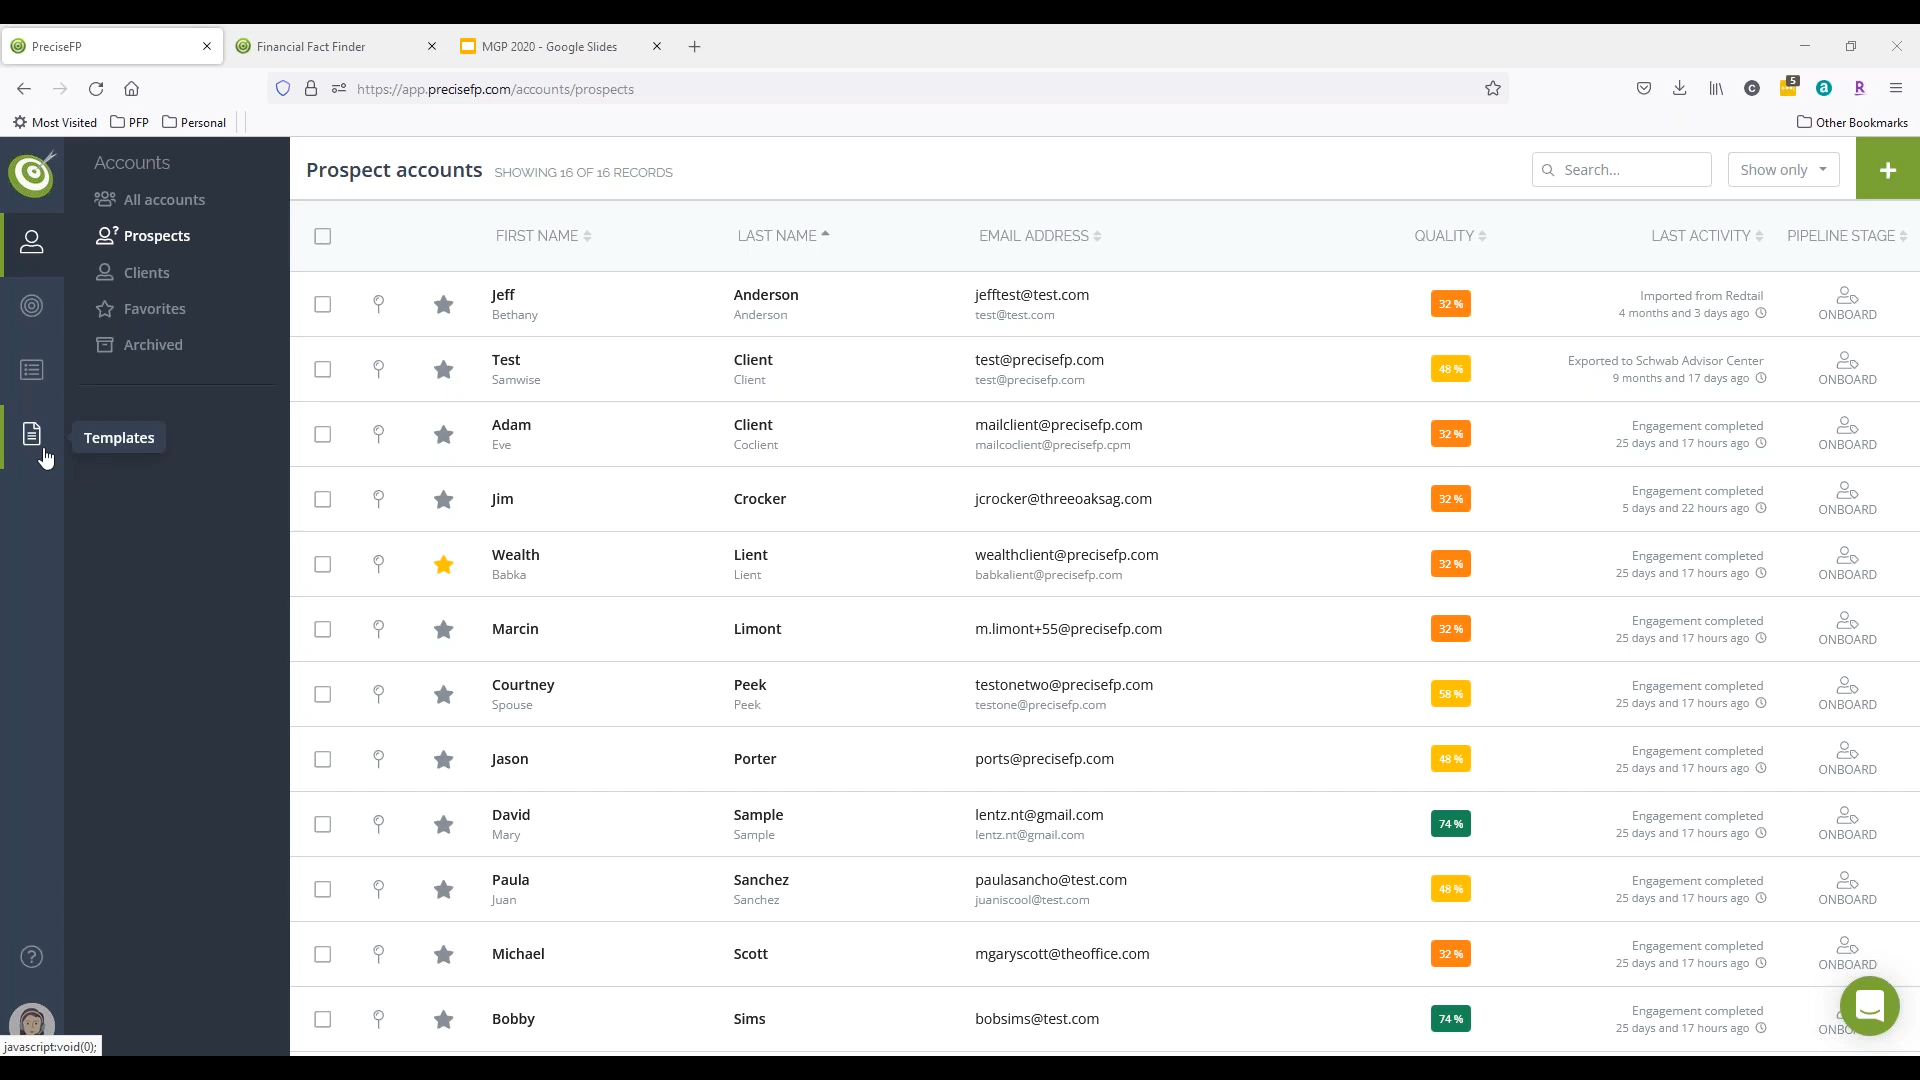 PreciseFP
Financial Fact Finder
MGP 2020 - Google Slides
https://app.precisefp.com/accounts/prospects
5
Most Visited
PFP
Personal
Other Bookmarks
Accounts
All accounts
Prospects
Clients
Favorites
Archived
Templates
Prospect accounts SHOWING 16 OF 16 RECORDS
Search...
Show only
FIRST NAME LAST NAME EMAIL ADDRESS QUALITY LAST ACTIVITY PIPELINE STAGE
Jeff Anderson jefftest@test.com 32 % Imported from Redtail
Bethany Anderson test@test.com 4 months and 3 days ago ONBOARD
Test Client test@precisefp.com 48 % Exported to Schwab Advisor Center
Samwise Client test@precisefp.com 9 months and 17 days ago ONBOARD
Adam Client mailclient@precisefp.com 32 % Engagement completed
Eve Coclient mailcoclient@precisefp.cpm 25 days and 17 hours ago ONBOARD
Jim Crocker jcrocker@threeoaksag.com 32 % Engagement completed
5 days and 22 hours ago ONBOARD
Wealth Lient wealthclient@precisefp.com 32 % Engagement completed
Babka Lient babkalient@precisefp.com 25 days and 17 hours ago ONBOARD
Marcin Limont m.limont+55@precisefp.com 32 % Engagement completed
25 days and 17 hours ago ONBOARD
Courtney Peek testonetwo@precisefp.com 58 % Engagement completed
Spouse Peek testone@precisefp.com 25 days and 17 hours ago ONBOARD
Jason Porter ports@precisefp.com 48 % Engagement completed
25 days and 17 hours ago ONBOARD
David Sample lentz.nt@gmail.com 74 % Engagement completed
Mary Sample lentz.nt@gmail.com 25 days and 17 hours ago ONBOARD
Paula Sanchez paulasancho@test.com 48 % Engagement completed
Juan Sanchez juaniscool@test.com 25 days and 17 hours ago ONBOARD
Michael Scott mgaryscott@theoffice.com 32 % Engagement completed
25 days and 17 hours ago ONBOARD
Bobby Sims bobsims@test.com 74 % Engagement completed
25 days and 17 hours ago ONBO
javascript:void(0);